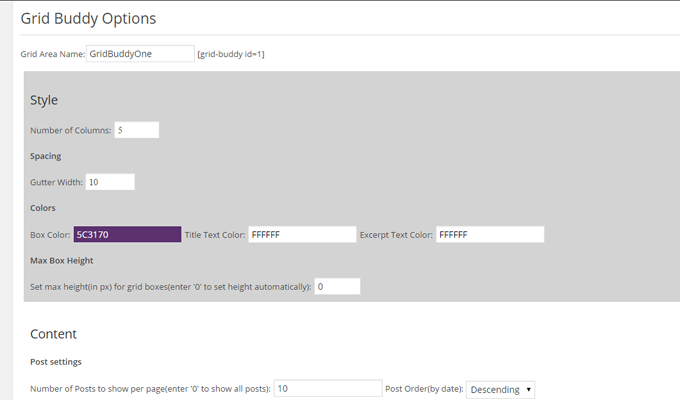 Grid Buddy Options
Grid Area Name: GridBuddyOne [grid-buddy id=1]
Style
Number of Columns: 5
Spacing
Gutter Width: 10
Colors
Box Color: 5C3170 Title Text Color: FFFFFF Excerpt Text Color: FFFFFF
Max Box Height
Set max height(in px) for grid boxes(enter '0' to set height automatically): 0
Content
Post settings
Number of Posts to show per page(enter '0' to show all posts): 10 Post Order(by date): Descending